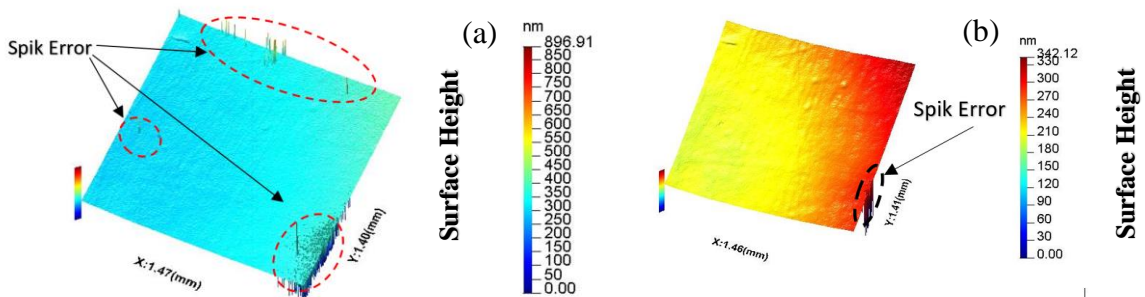 Spik Error
(a)
X:1.47(mm)
Y:1.40(mm)
Surface Height
nm
896.91
850
800
750
700
650
600
550
500
450
400
350
300
250
200
150
100
50
0.00
(b)
Spik Error
X:1.46(mm)
Y:1.41(mm)
nm
342.12
330
300
270
240
210
180
150
120
90
60
30
0.00
Surface Height